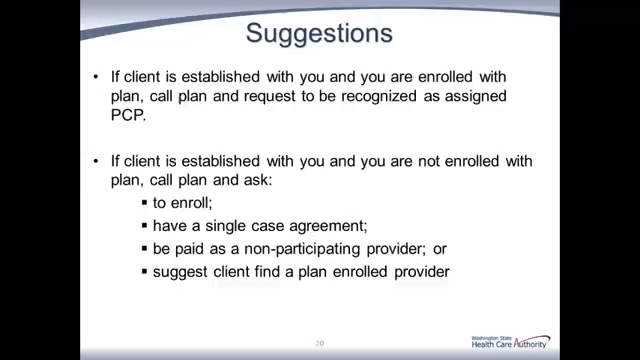 Suggestions
• If client is established with you and you are enrolled with
plan, call plan and request to be recognized as assigned
PCP.
• If client is established with you and you are not enrolled with
plan, call plan and ask:
▪ to enroll;
▪ have a single case agreement;
▪ be paid as a non-participating provider; or
▪ suggest client find a plan enrolled provider
20
Washington State
Health Care Authority